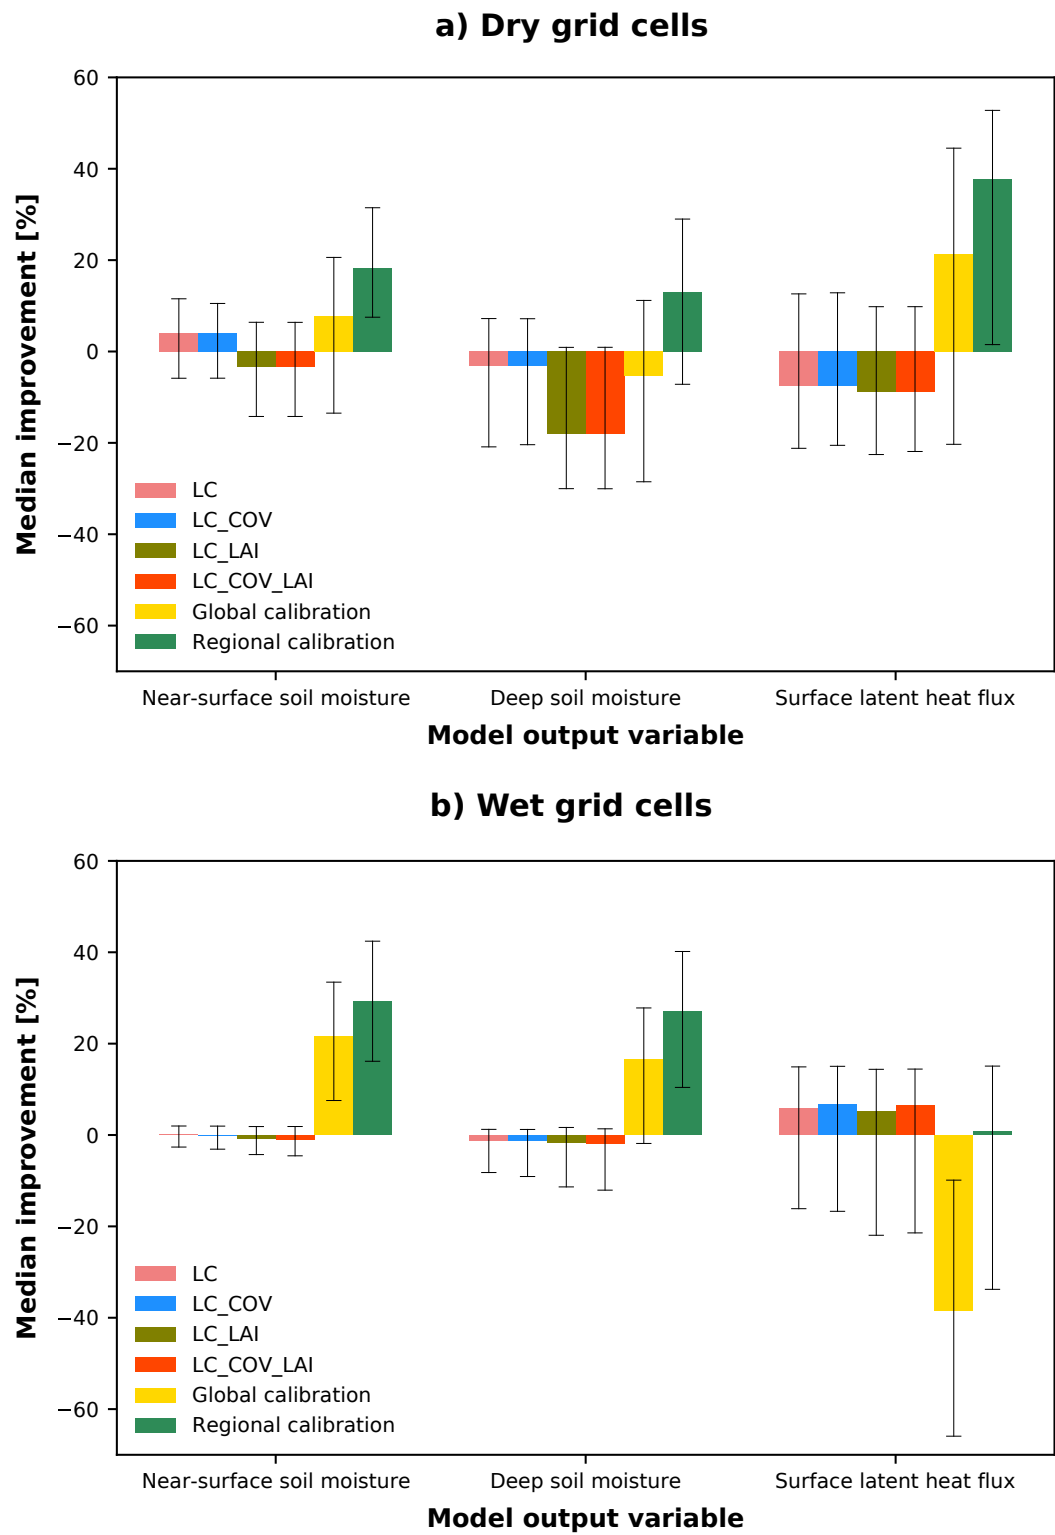 a) Dry grid cells
60
40
20
0
−20
−40
−60
Median improvement [%]
LC
LC_COV
LC_LAI
LC_COV_LAI
Global calibration
Regional calibration
Near-surface soil moisture
Deep soil moisture
Surface latent heat flux
Model output variable
b) Wet grid cells
60
40
20
0
−20
−40
−60
Median improvement [%]
LC
LC_COV
LC_LAI
LC_COV_LAI
Global calibration
Regional calibration
Near-surface soil moisture
Deep soil moisture
Surface latent heat flux
Model output variable